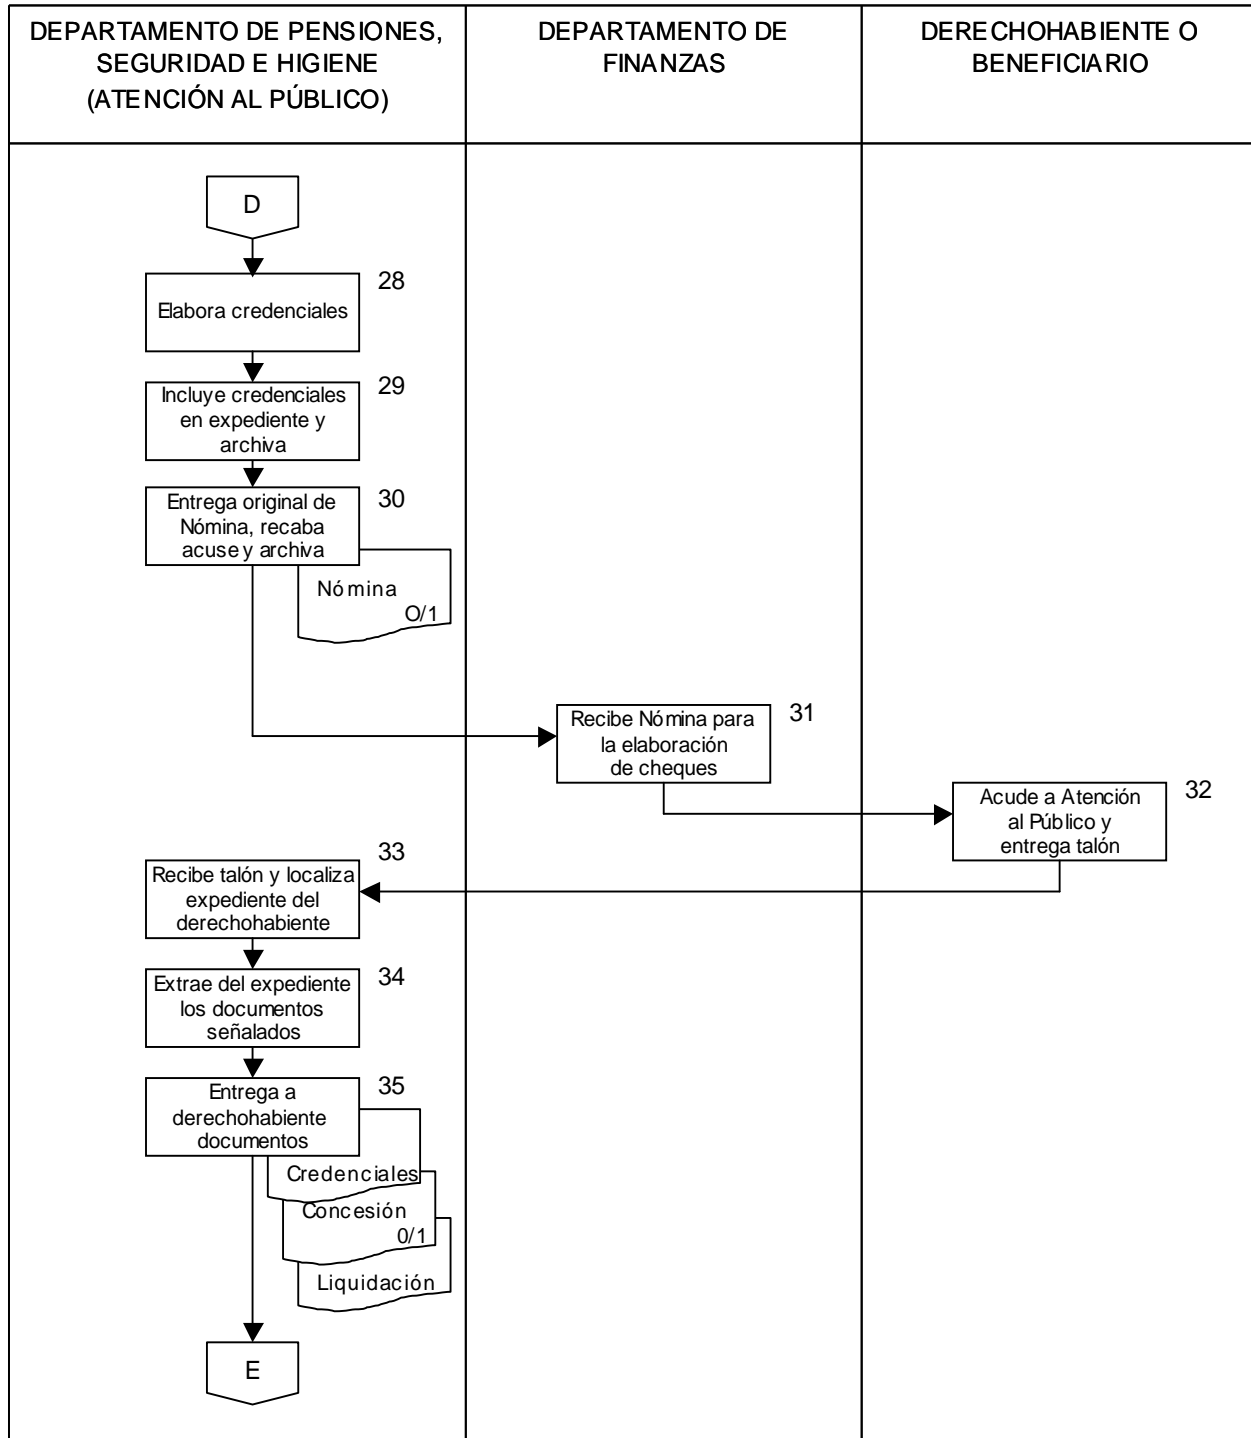 DEPARTAMENTO DE PENSIONES,
SEGURIDAD E HIGIENE
(ATENCIÓN AL PÚBLICO)
DEPARTAMENTO DE
FINANZAS
DERECHOHABIENTE O
BENEFICIARIO
D
28
Elabora credenciales
29
Incluye credenciales
en expediente y
archiva
30
Entrega original de
Nómina, recaba
acuse y archiva
Nómina
O/1
31
Recibe Nómina para
la elaboración
de cheques
32
Acude a Atención
al Público y
entrega talón
33
Recibe talón y localiza
expediente del
derechohabiente
34
Extrae del expediente
los documentos
señalados
35
Entrega a
derechohabiente
documentos
Credenciales
Concesión
0/1
Liquidación
E